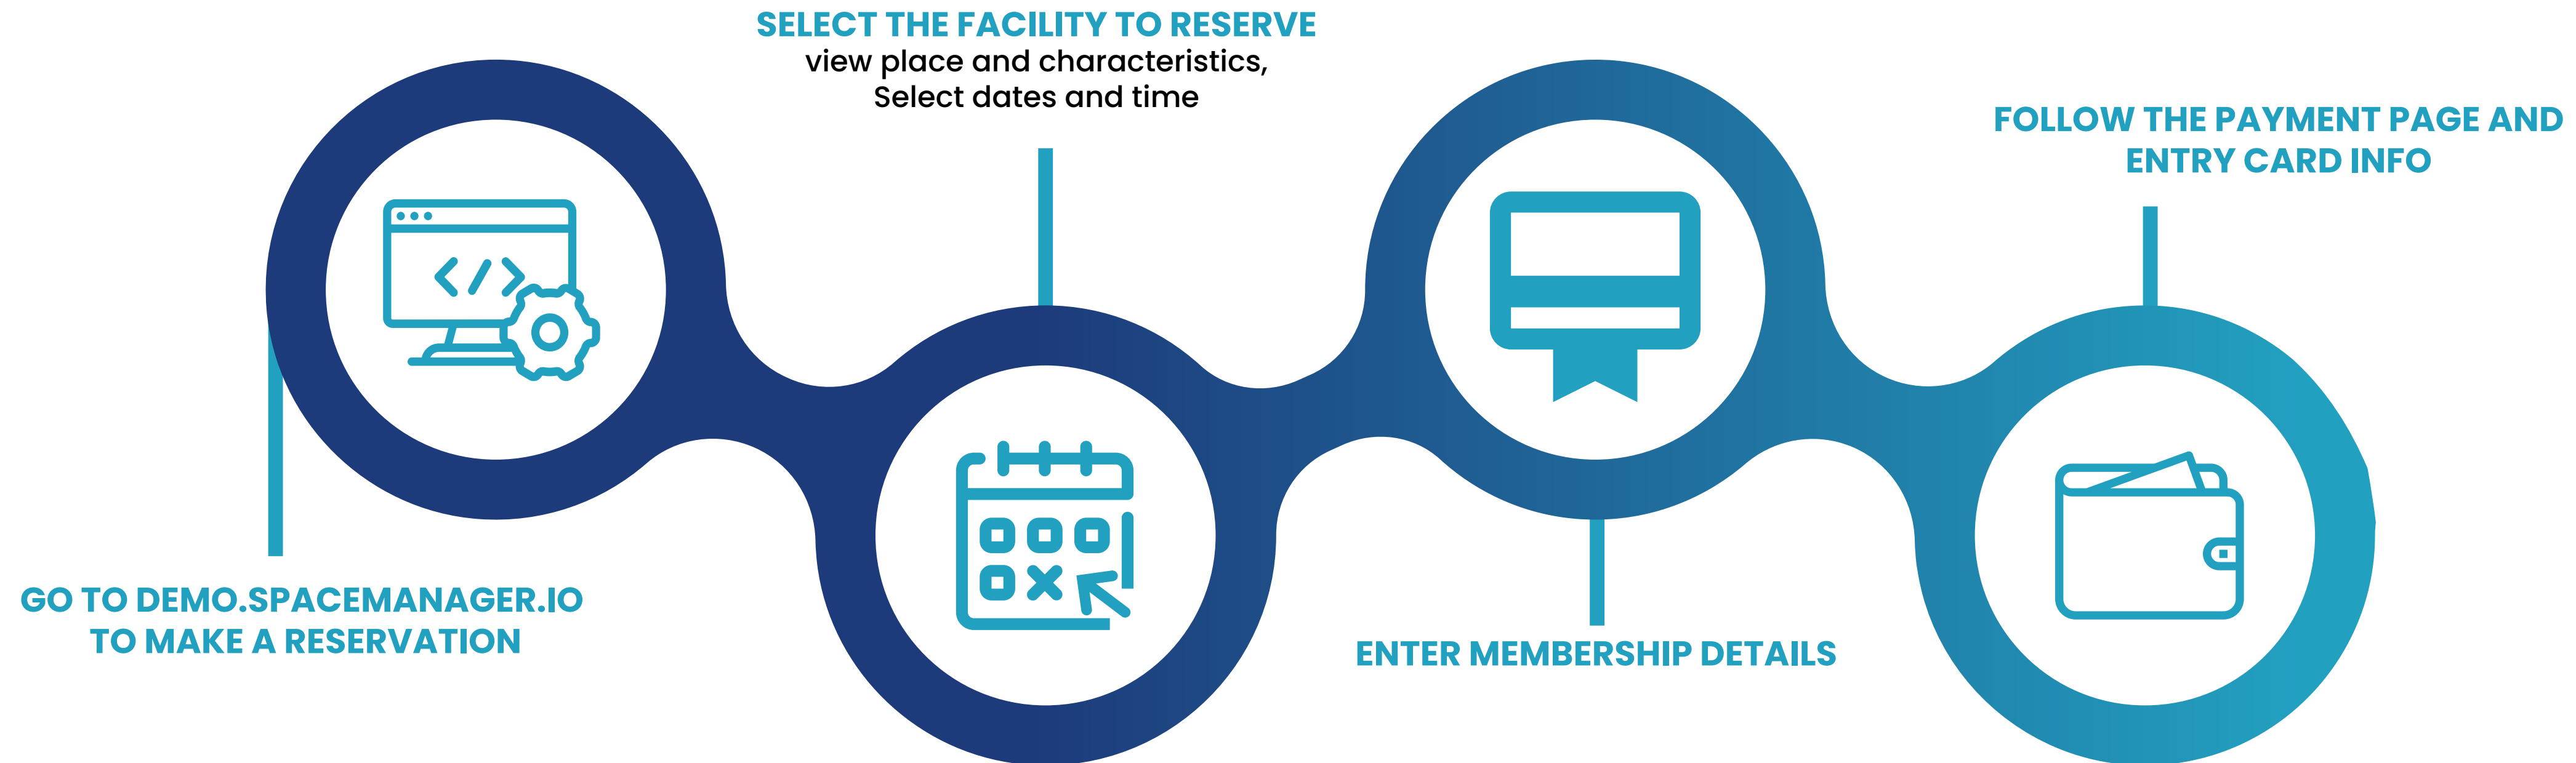 GO TO DEMO.SPACEMANAGER.IO
TO MAKE A RESERVATION
SELECT THE FACILITY TO RESERVE
view place and characteristics,
Select dates and time
ENTER MEMBERSHIP DETAILS
FOLLOW THE PAYMENT PAGE AND
ENTRY CARD INFO